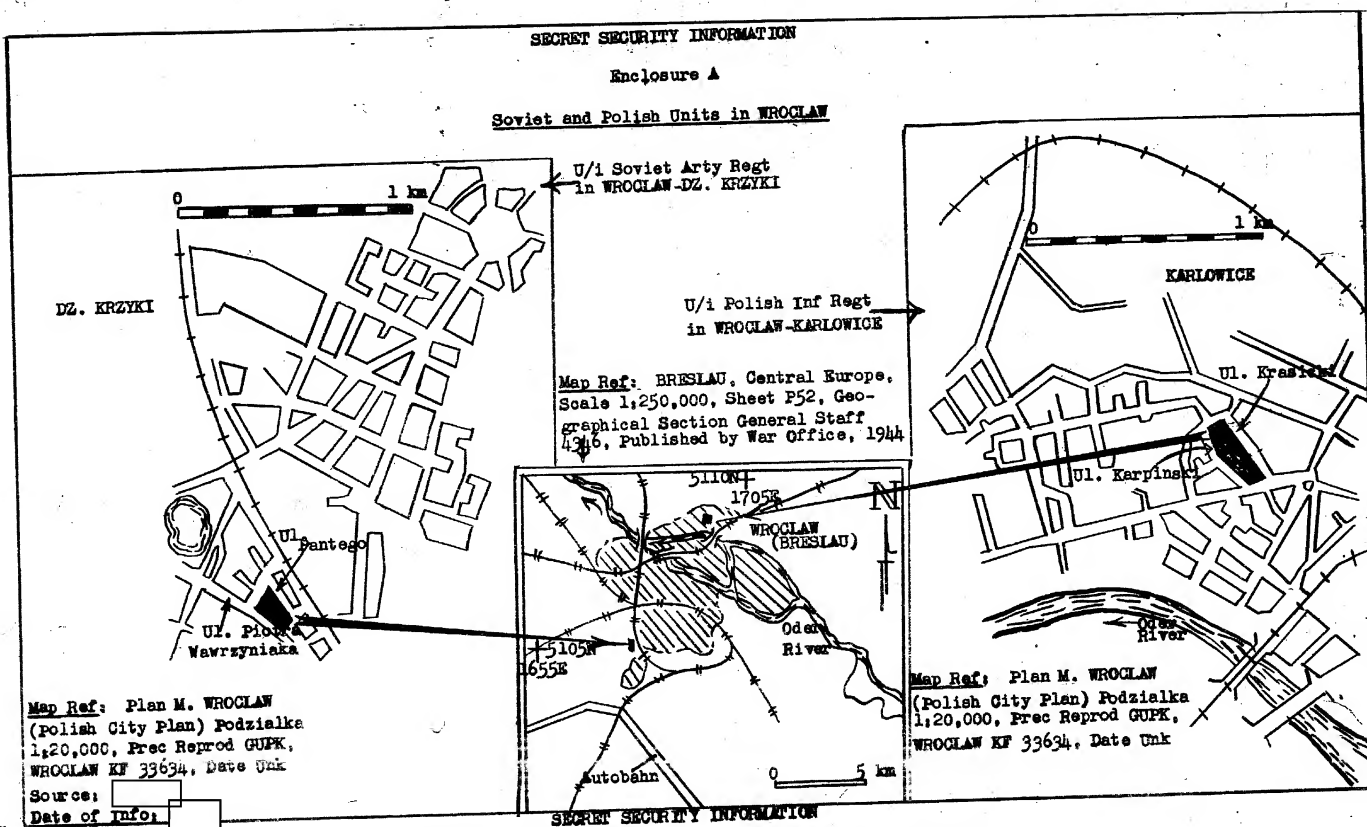 SECRET SECURITY INFORMATION
Enclosure A
Soviet and Polish Units in WROCLAW
U/i Soviet Arty Regt
in WROCLAW-DZ. KRZYKI
0 1 km
DZ. KRZYKI
Ul. Pantego
Ul. Piotra
Wawrzyniaka
Map Ref: Plan M. WROCLAW
(Polish City Plan) Podzialka
1:20,000, Prec Reprod GUPK,
WROCLAW KF 33634, Date Unk
Source:
Date of Info:
U/i Polish Inf Regt
in WROCLAW-KARLOWICE
Map Ref: BRESLAU, Central Europe,
Scale 1:250,000, Sheet P52, Geo-
graphical Section General Staff
4346, Published by War Office, 1944
5110N
1705E
N
WROCLAW
(BRESLAU)
Oder
River
5105N
1655E
Autobahn
0 5 km
0 1 km
KARLOWICE
Ul. Krasicki
Ul. Karpinski
Oder
River
Map Ref: Plan M. WROCLAW
(Polish City Plan) Podzialka
1:20,000, Prec Reprod GUPK,
WROCLAW KF 33634, Date Unk
SECRET SECURITY INFORMATION